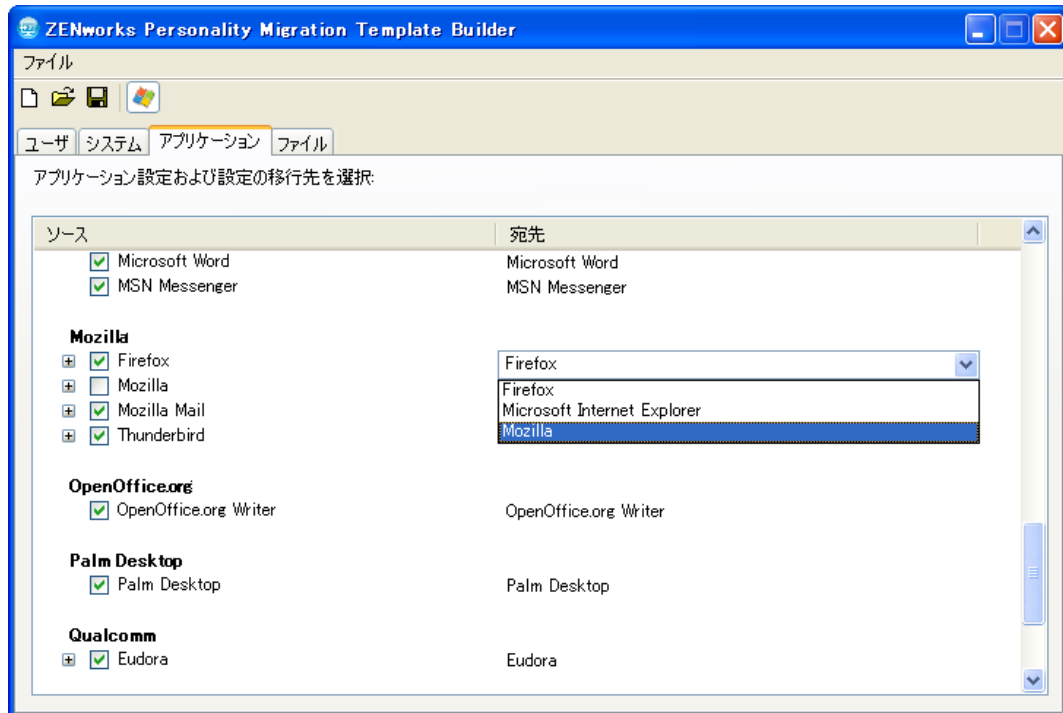 ZENworks Personality Migration Template Builder
ファイル
ユーザ システム アプリケーション ファイル
アプリケーション設定および設定の移行先を選択:
ソース 宛先
Microsoft Word Microsoft Word
MSN Messenger MSN Messenger
Mozilla
Firefox Firefox
Mozilla Firefox
Mozilla Mail Microsoft Internet Explorer
Thunderbird Mozilla
OpenOffice.org
OpenOffice.org Writer OpenOffice.org Writer
Palm Desktop
Palm Desktop Palm Desktop
Qualcomm
Eudora Eudora